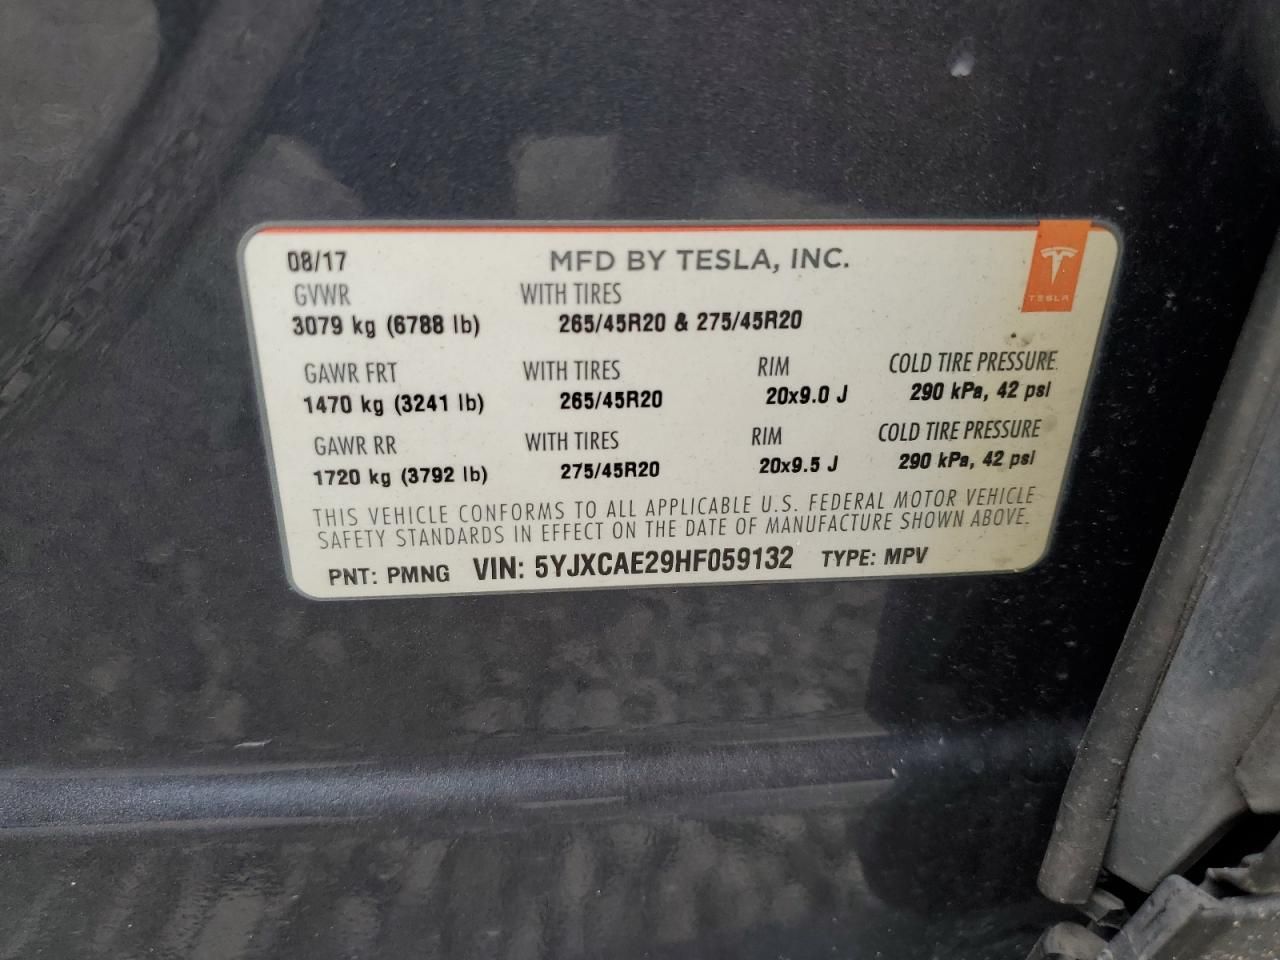 08/17 MFD BY TESLA, INC.
TESLA
GVWR WITH TIRES
3079 kg (6788 lb) 265/45R20 & 275/45R20
GAWR FRT WITH TIRES RIM COLD TIRE PRESSURE
1470 kg (3241 lb) 265/45R20 20x9.0 J 290 kPa, 42 psi
GAWR RR WITH TIRES RIM COLD TIRE PRESSURE
1720 kg (3792 lb) 275/45R20 20x9.5 J 290 kPa, 42 psi
THIS VEHICLE CONFORMS TO ALL APPLICABLE U.S. FEDERAL MOTOR VEHICLE
SAFETY STANDARDS IN EFFECT ON THE DATE OF MANUFACTURE SHOWN ABOVE.
PNT: PMNG VIN: 5YJXCAE29HF059132 TYPE: MPV